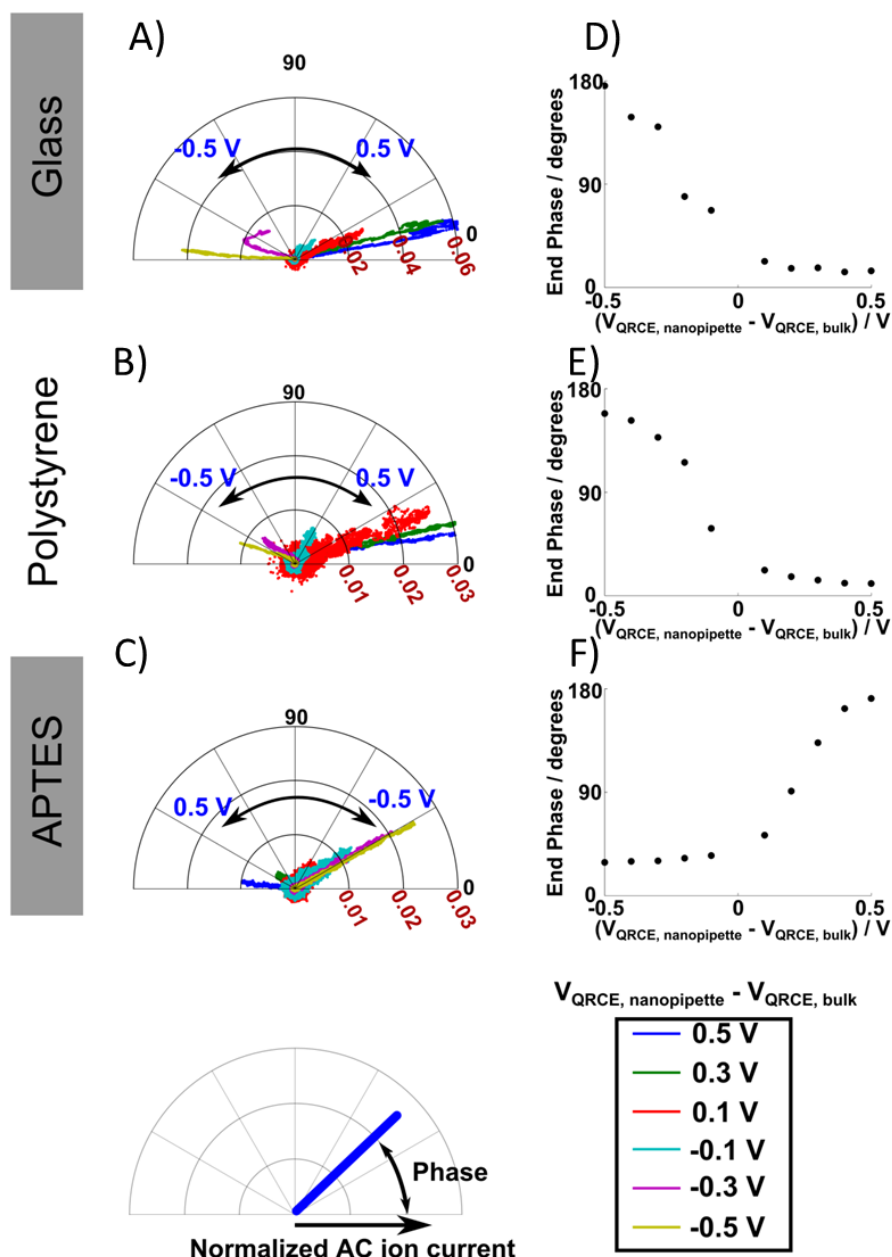 Glass
A)
90
-0.5 V
0.5 V
0
0.02
0.04
0.06
D)
180
90
0
End Phase / degrees
-0.5
0
0.5
(VQRCE, nanopipette - VQRCE, bulk) / V
Polystyrene
B)
90
-0.5 V
0.5 V
0
0.01
0.02
0.03
E)
180
90
0
End Phase / degrees
-0.5
0
0.5
(VQRCE, nanopipette - VQRCE, bulk) / V
APTES
C)
90
0.5 V
-0.5 V
0
0.01
0.02
0.03
F)
180
90
0
End Phase / degrees
-0.5
0
0.5
(VQRCE, nanopipette - VQRCE, bulk) / V
Phase
Normalized AC ion current
VQRCE, nanopipette - VQRCE, bulk
0.5 V
0.3 V
0.1 V
-0.1 V
-0.3 V
-0.5 V